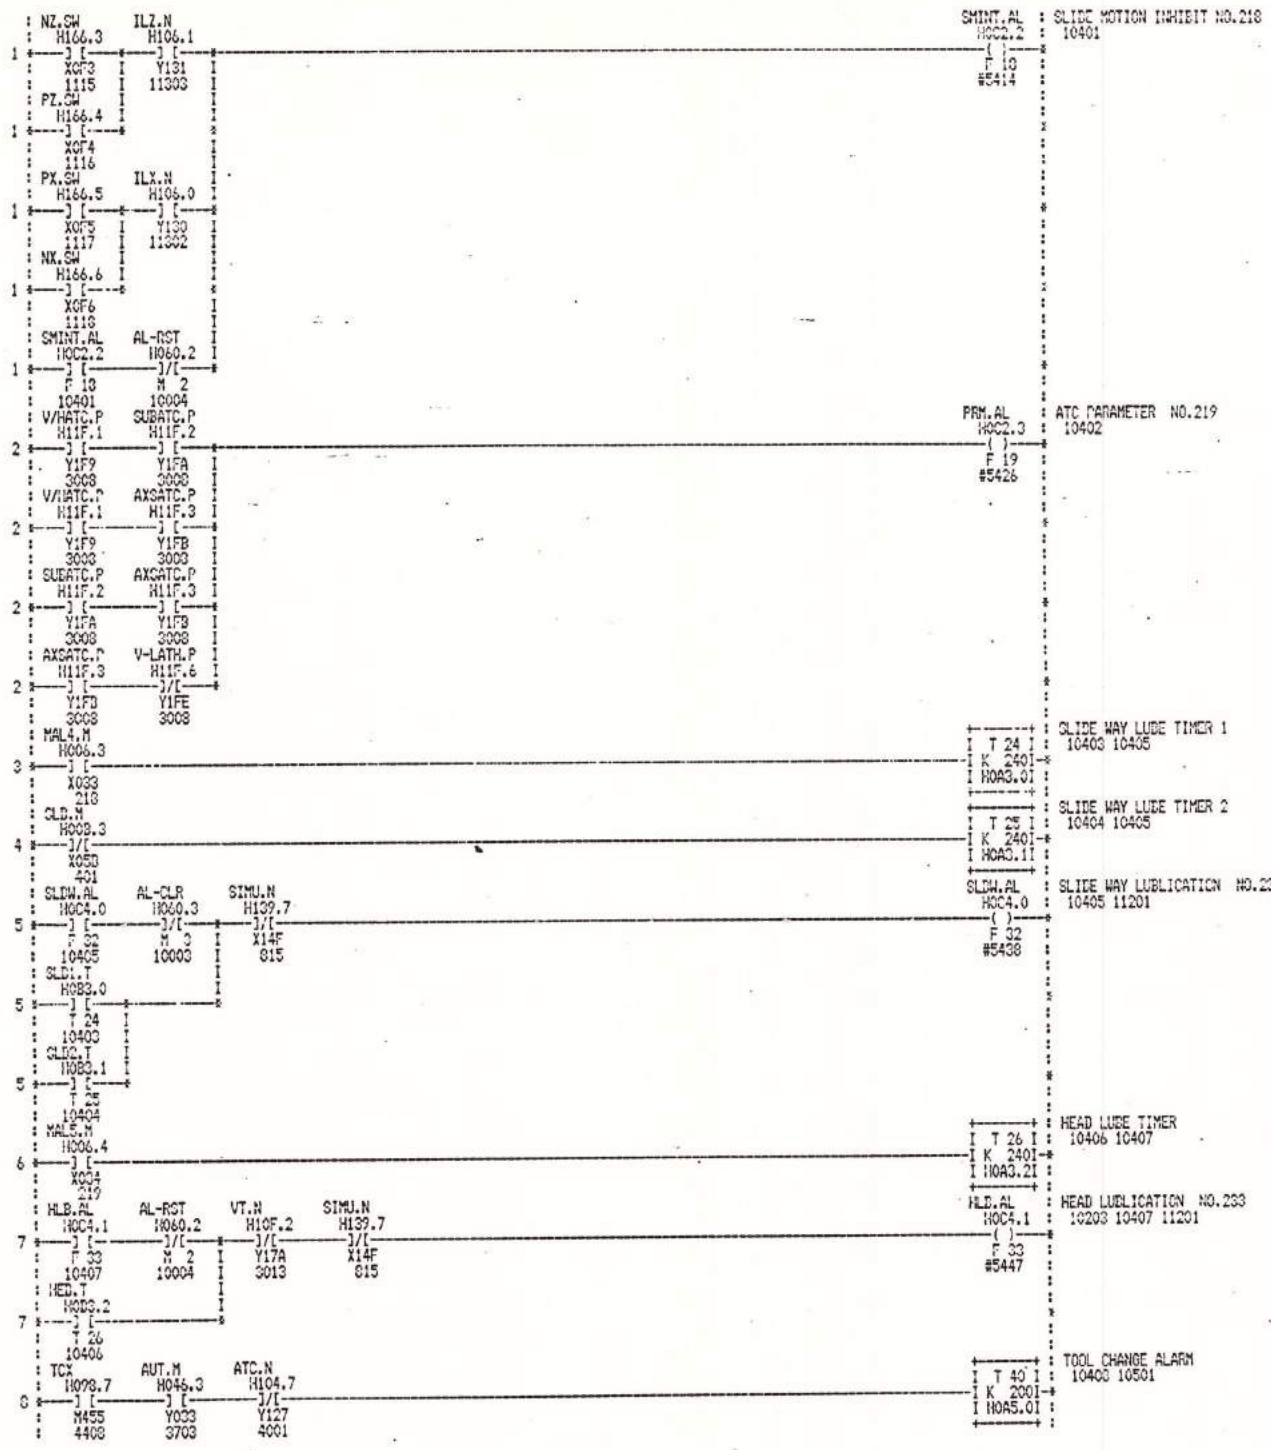 NZ.SW ILZ.N SMINT.AL SLIDE MOTION INHIBIT NO.218
H166.3 H106.1 H0C2.2 10401
1 ] [ ] [ ( )
X0F3 Y131 F 18
1115 11303 #5414
PZ.SW
H166.4
1 ] [
X0F4
1116
PX.SW ILX.N
H166.5 H106.0
1 ] [ ] [
X0F5 Y130
1117 11302
NX.SW
H166.6
1 ] [
X0F6
1118
SMINT.AL AL-RST
H0C2.2 H060.2
1 ] [ ]/[
F 18 M 2
10401 10004
V/HATC.P SUBATC.P PRM.AL ATC PARAMETER NO.219
H11F.1 H11F.2 H0C2.3 10402
2 ] [ ] [ ( )
Y1F9 Y1FA F 19
3008 3008 #5426
V/HATC.P AXSATC.P
H11F.1 H11F.3
2 ] [ ] [
Y1F9 Y1FB
3008 3008
SUBATC.P AXSATC.P
H11F.2 H11F.3
2 ] [ ] [
Y1FA Y1FB
3008 3008
AXSATC.P V-LATH.P
H11F.3 H11F.6
2 ] [ ]/[
Y1FB Y1FE
3008 3008
MAL4.M SLIDE WAY LUBE TIMER 1
H006.3 T 24 10403 10405
3 ] [ K 240
X033 H0A3.0
218
SLD.M SLIDE WAY LUBE TIMER 2
H00B.3 T 25 10404 10405
4 ]/[ K 240
X05B H0A3.1
401
SLDW.AL AL-CLR SIMU.N SLDW.AL SLIDE WAY LUBLICATION NO.23
H0C4.0 H060.3 H139.7 H0C4.0 10405 11201
5 ] [ ]/[ ]/[ ( )
F 32 M 3 X14F F 32
10405 10003 815 #5438
SLD1.T
H0B3.0
5 ] [
T 24
10403
SLD2.T
H0B3.1
5 ] [
T 25
10404
MAL5.M HEAD LUBE TIMER
H006.4 T 26 10406 10407
6 ] [ K 240
X034 H0A3.2
219
HLB.AL AL-RST VT.N SIMU.N HLB.AL HEAD LUBLICATION NO.233
H0C4.1 H060.2 H10F.2 H139.7 H0C4.1 10203 10407 11201
7 ] [ ]/[ ]/[ ]/[ ( )
F 33 M 2 Y17A X14F F 33
10407 10004 3013 815 #5447
HED.T
H0B3.2
7 ] [
T 26
10406
TCX AUT.M ATC.N TOOL CHANGE ALARM
H098.7 H046.3 H104.7 T 40 10408 10501
8 ] [ ] [ ]/[ K 200
M455 Y033 Y127 H0A5.0
4408 3703 4001